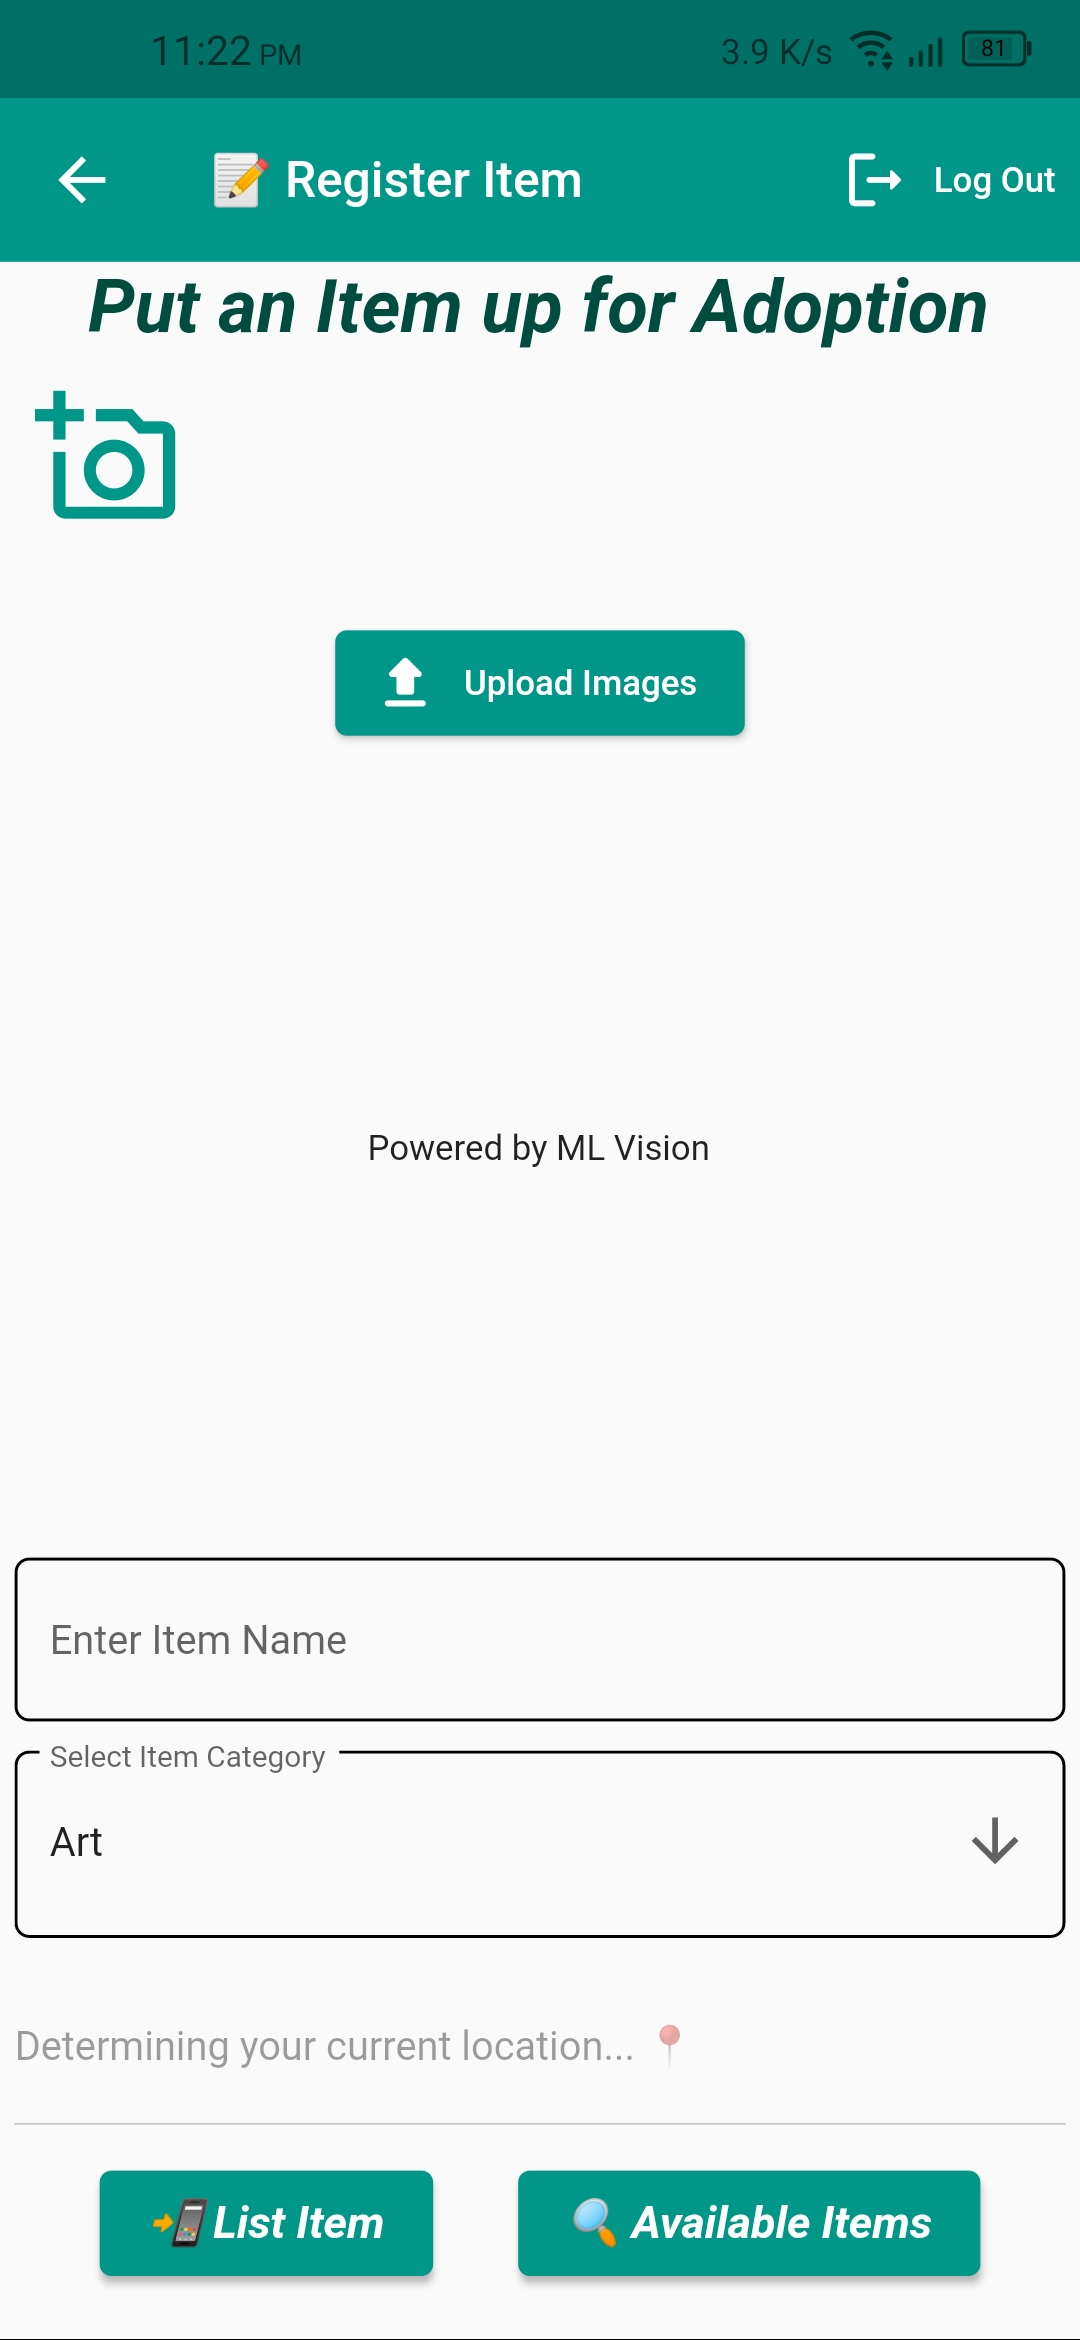 11:22 PM 3.9 K/s 81
Register Item Log Out
Put an Item up for Adoption
Upload Images
Powered by ML Vision
Enter Item Name
Select Item Category
Art
Determining your current location...
List Item Available Items